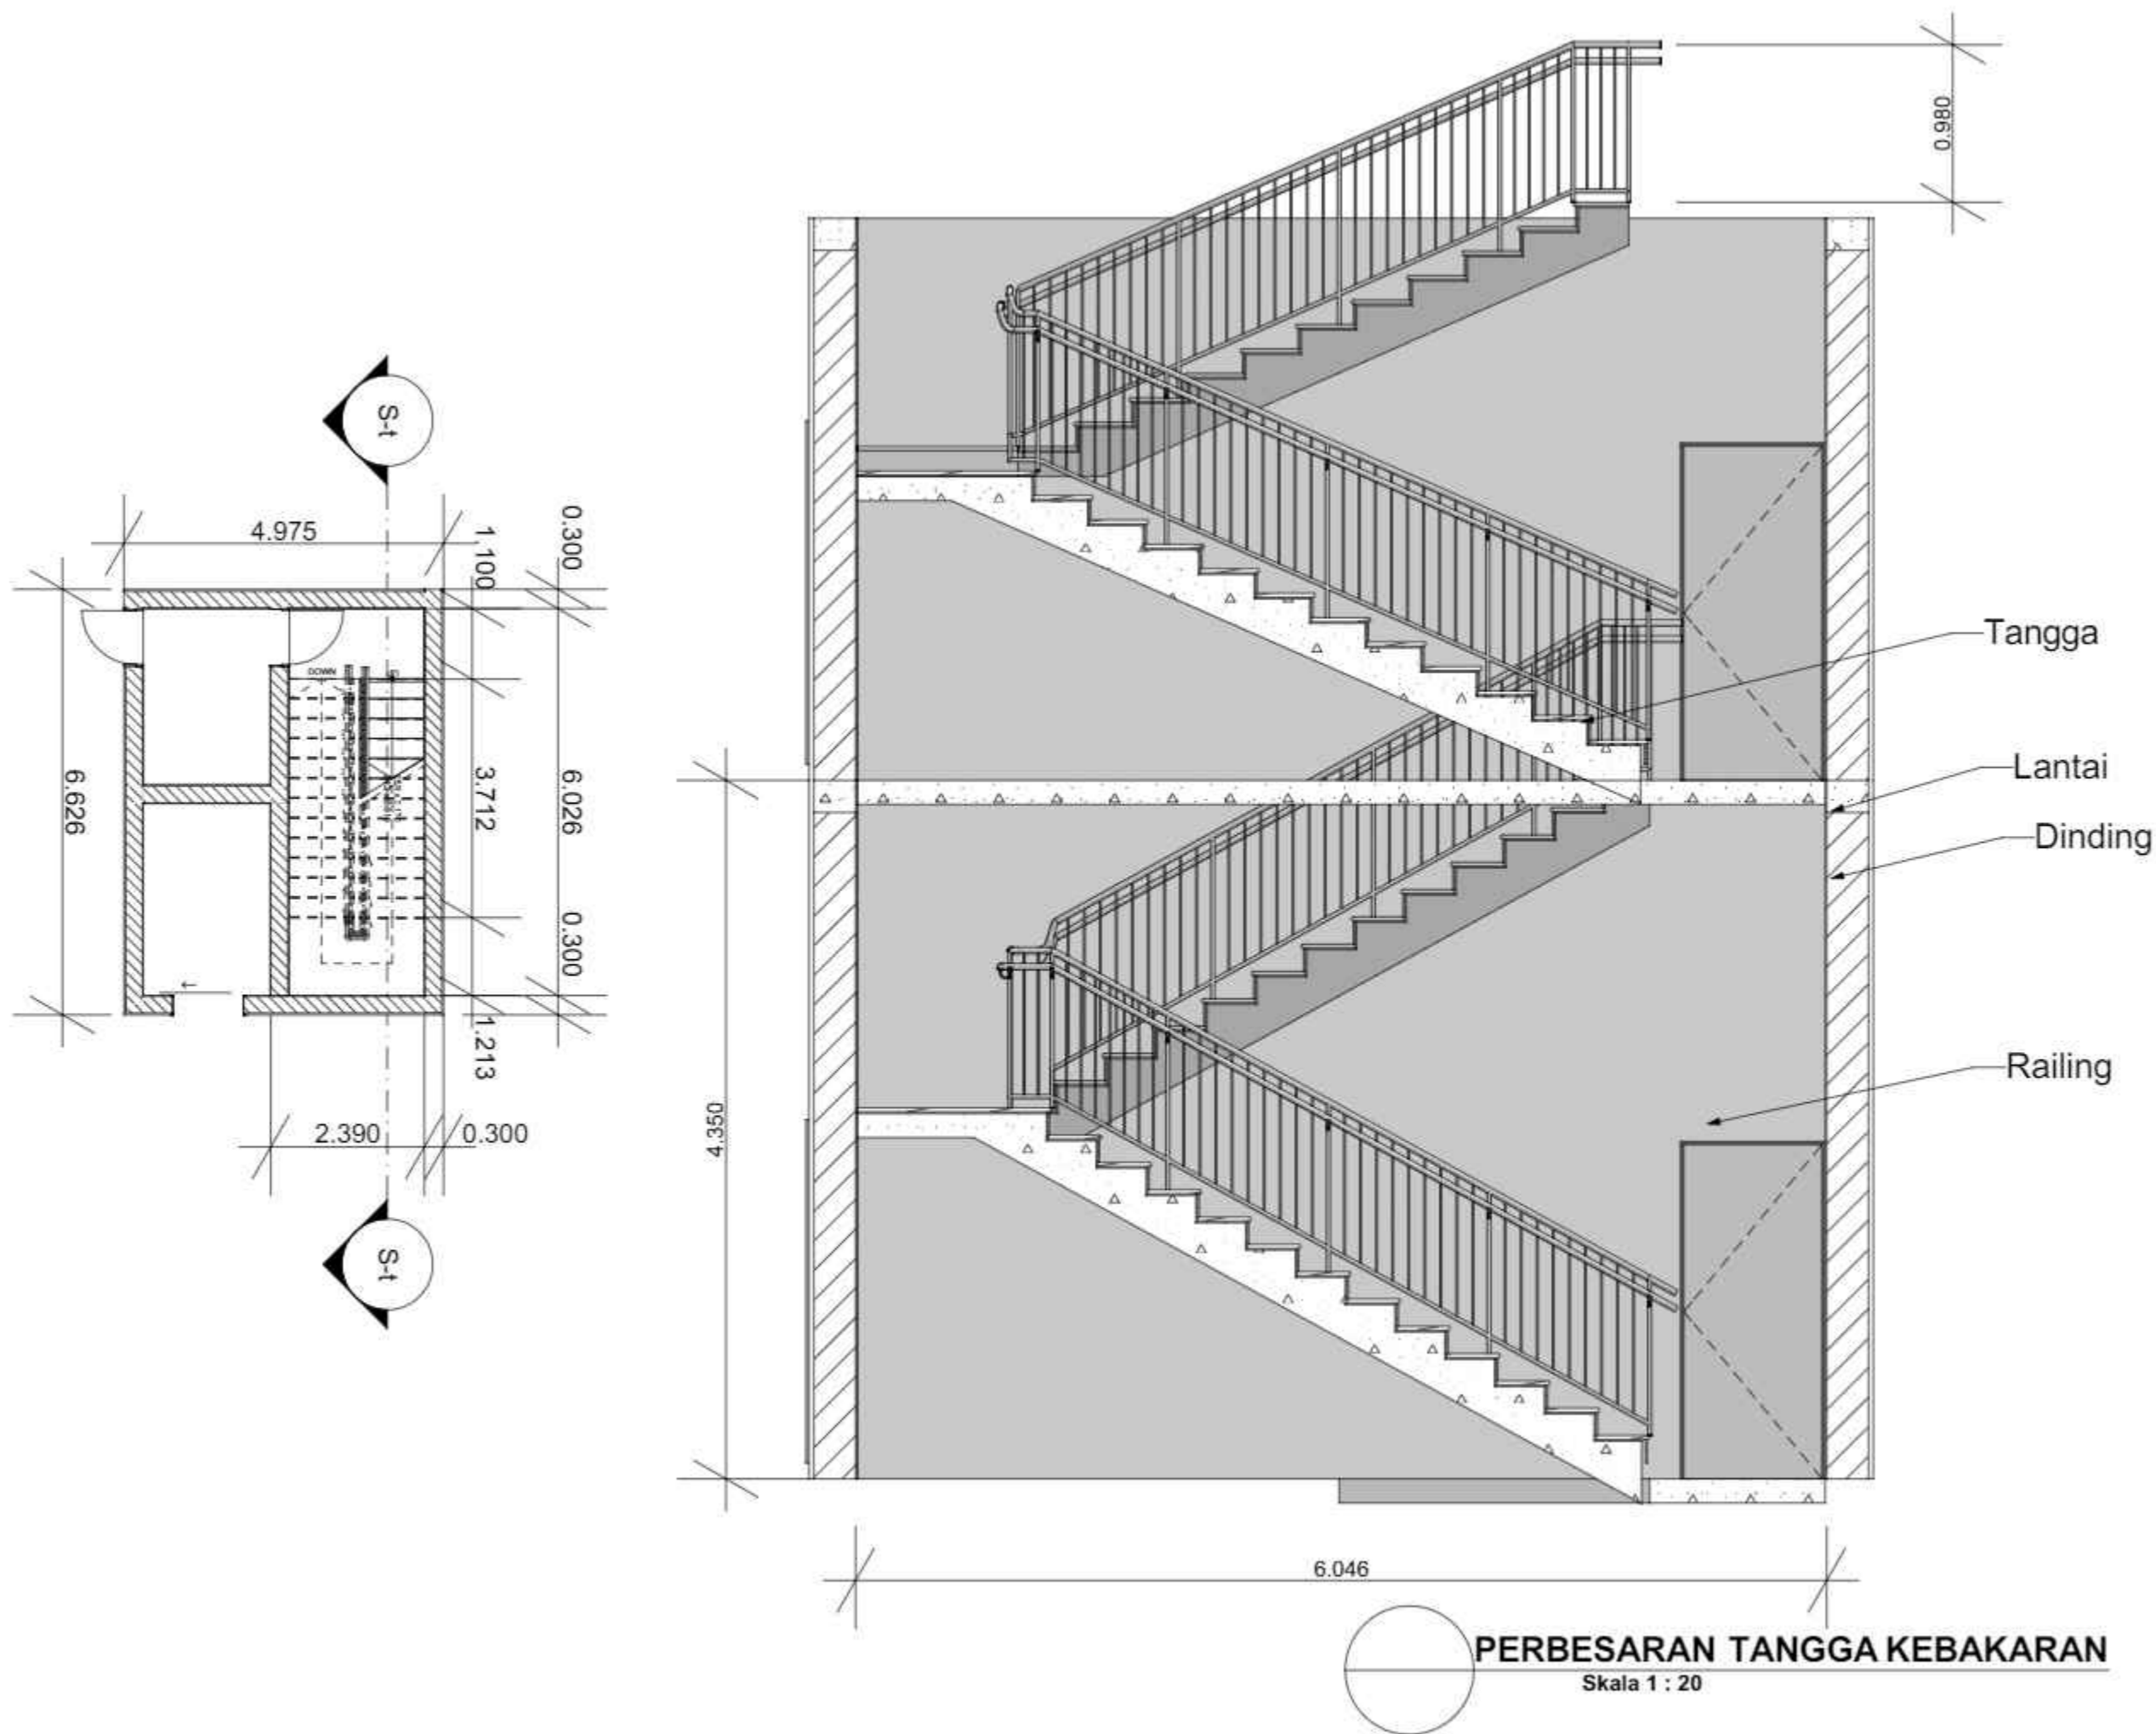 0.980
S-t
4.975
1.100
0.300
DOWN
Tangga
6.626
3.712
6.026
Lantai
Dinding
0.300
1.213
Railing
2.390
0.300
4.350
S-t
6.046
PERBESARAN TANGGA KEBAKARAN
Skala 1 : 20